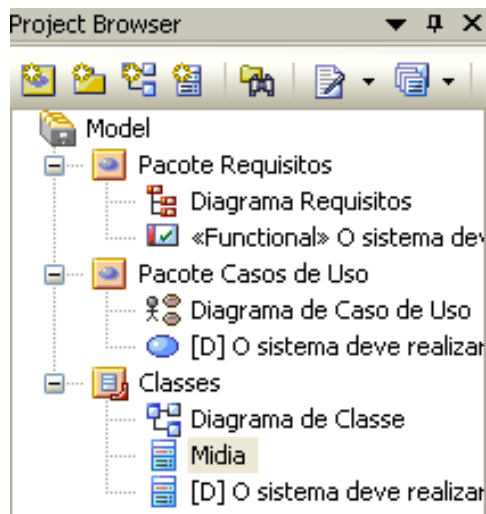 Project Browser
Model
Pacote Requisitos
Diagrama Requisitos
«Functional» O sistema dev
Pacote Casos de Uso
Diagrama de Caso de Uso
[D] O sistema deve realizar
Classes
Diagrama de Classe
Midia
[D] O sistema deve realizar